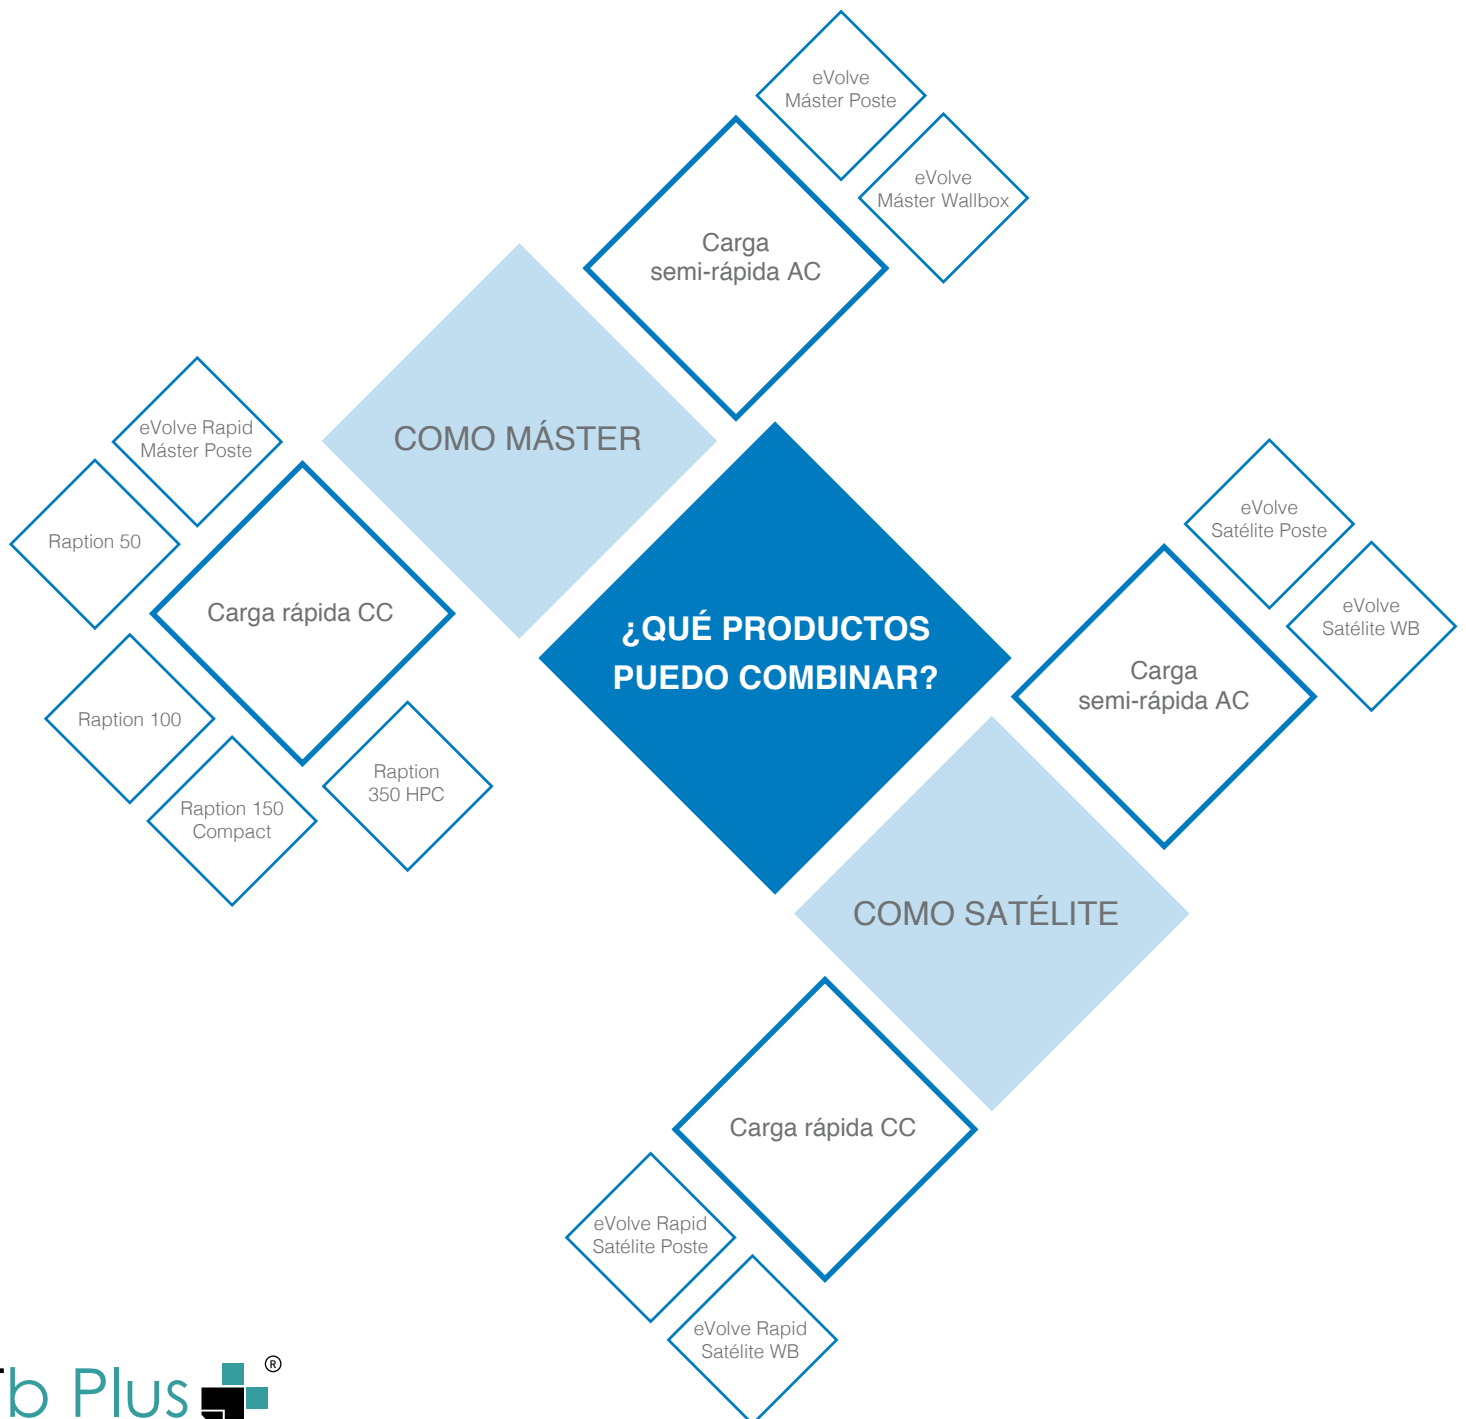 eVolve
Máster Poste
eVolve
Máster Wallbox
Carga
semi-rápida AC
COMO MÁSTER
eVolve Rapid
Máster Poste
Raption 50
Carga rápida CC
Raption 100
Raption 150
Compact
Raption
350 HPC
¿QUÉ PRODUCTOS
PUEDO COMBINAR?
eVolve
Satélite Poste
eVolve
Satélite WB
Carga
semi-rápida AC
COMO SATÉLITE
Carga rápida CC
eVolve Rapid
Satélite Poste
eVolve Rapid
Satélite WB
b Plus ®